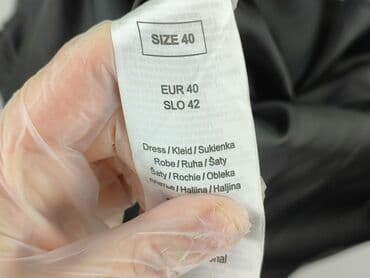 SIZE 40
EUR 40
SLO 42
Dress / Kleid / Sukienka
Robe / Ruha / Šaty
Šaty / Rochie / Obleka
/ Haljina / Haljina